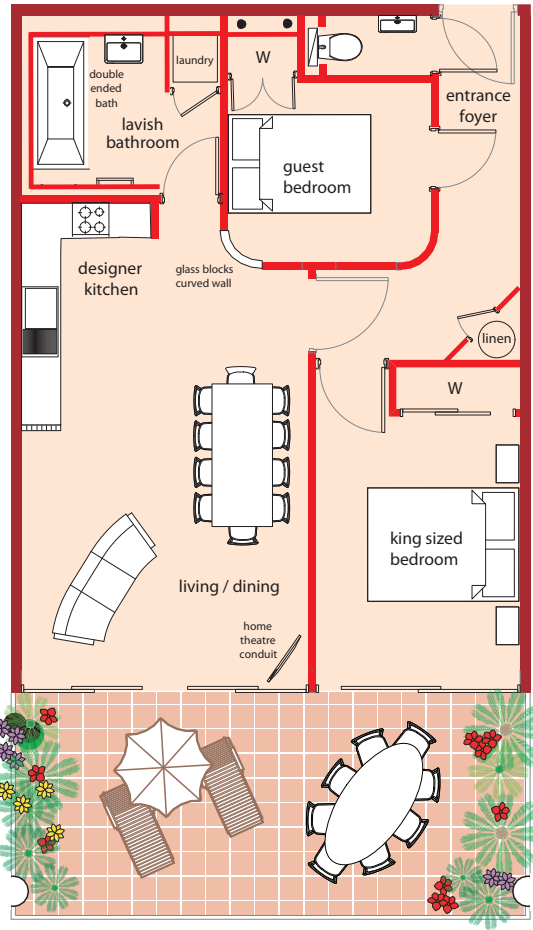 double
ended
bath
laundry
W
lavish
bathroom
entrance
foyer
guest
bedroom
designer
kitchen
glass blocks
curved wall
linen
W
king sized
bedroom
living / dining
home
theatre
conduit